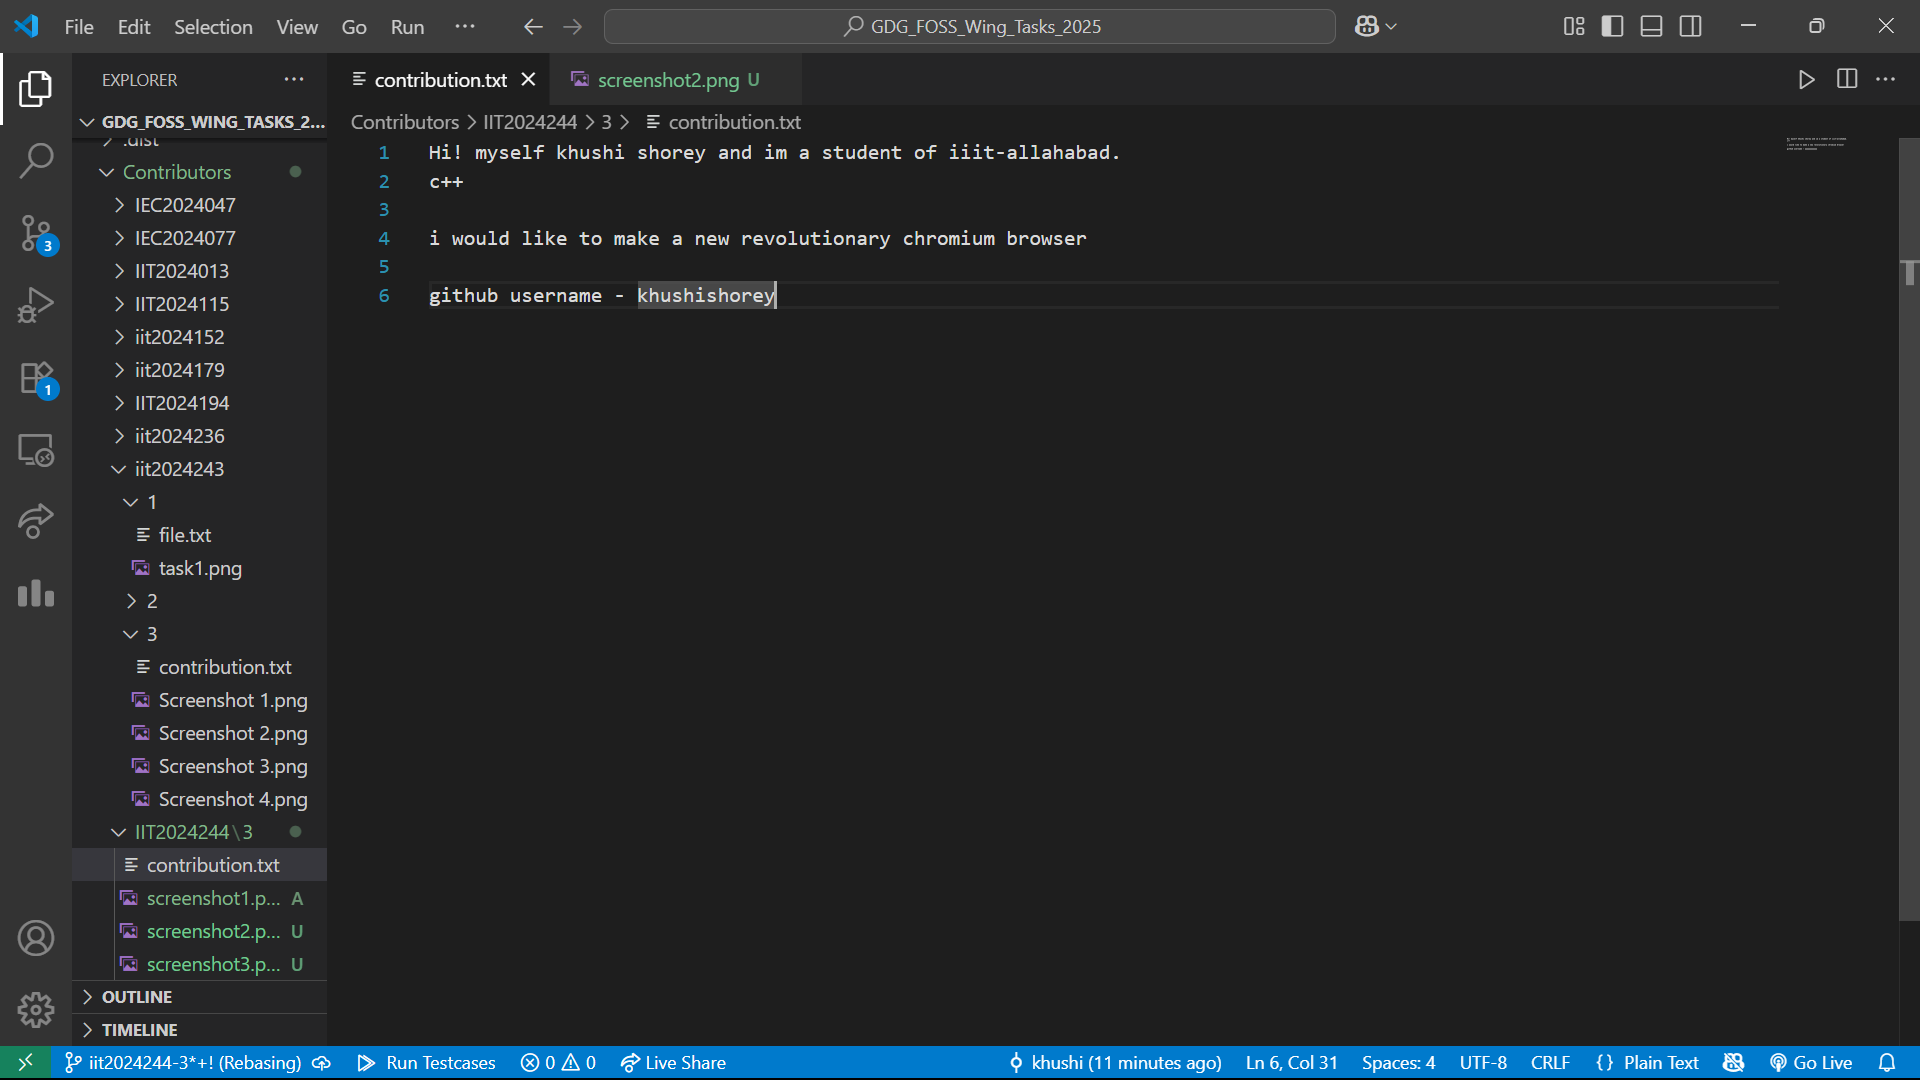 File Edit Selection View Go Run
GDG_FOSS_Wing_Tasks_2025
EXPLORER
GDG_FOSS_WING_TASKS_2...
.dist
Contributors
IEC2024047
IEC2024077
IIT2024013
IIT2024115
iit2024152
iit2024179
IIT2024194
iit2024236
iit2024243
1
file.txt
task1.png
2
3
contribution.txt
Screenshot 1.png
Screenshot 2.png
Screenshot 3.png
Screenshot 4.png
IIT2024244\3
contribution.txt
screenshot1.p... A
screenshot2.p... U
screenshot3.p... U
OUTLINE
TIMELINE
3
1
contribution.txt screenshot2.png U
Contributors > IIT2024244 > 3 > contribution.txt
1 Hi! myself khushi shorey and im a student of iiit-allahabad.
2 c++
3
4 i would like to make a new revolutionary chromium browser
5
6 github username - khushishorey
iit2024244-3*+! (Rebasing) Run Testcases 0 0 Live Share khushi (11 minutes ago) Ln 6, Col 31 Spaces: 4 UTF-8 CRLF {} Plain Text Go Live